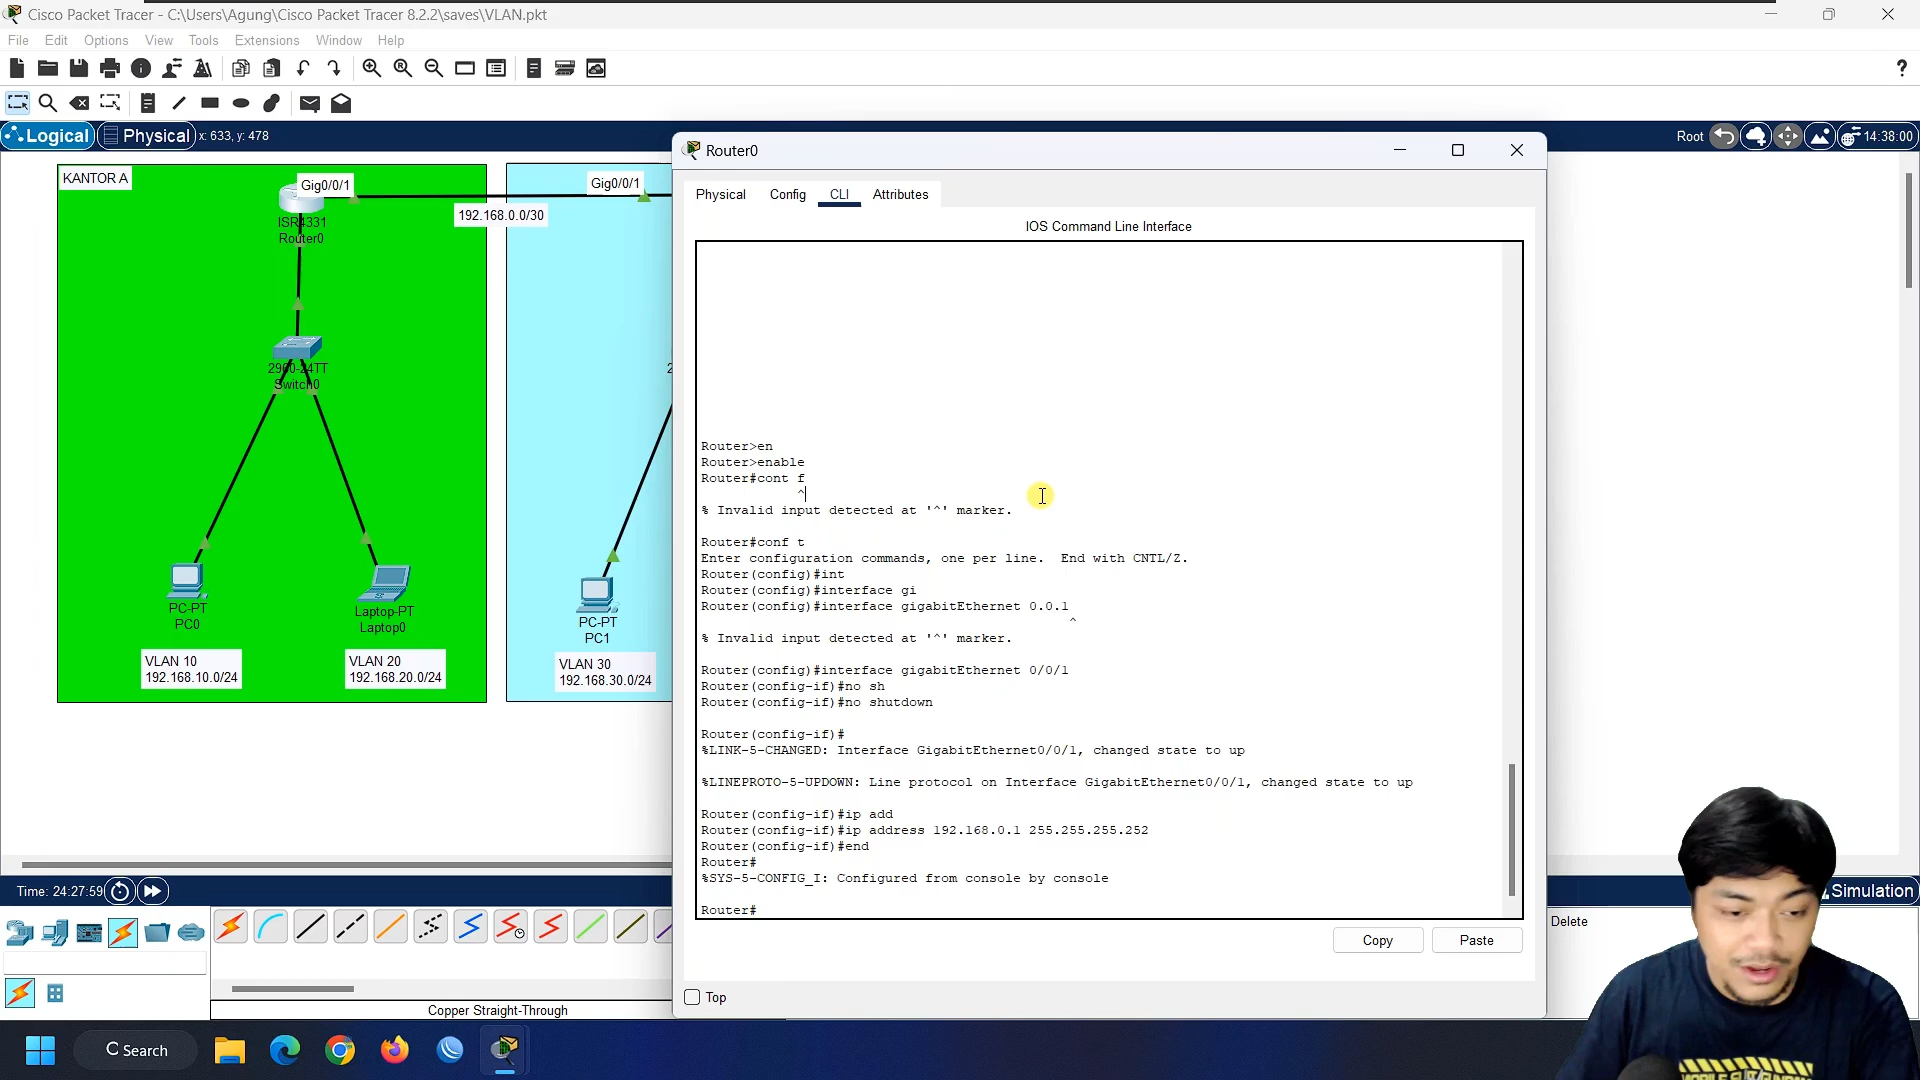 Cisco Packet Tracer - C:\Users\Agung\Cisco Packet Tracer 8.2.2\saves\VLAN.pkt
File Edit Options View Tools Extensions Window Help
Logical Physical x: 633, y: 478
Root 14:38:00
KANTOR A
Gig0/0/1
ISR4331
Router0
192.168.0.0/30
Gig0/0/1
2960-24TT
Switch0
2
PC-PT
PC0
Laptop-PT
Laptop0
PC-PT
PC1
VLAN 10
192.168.10.0/24
VLAN 20
192.168.20.0/24
VLAN 30
192.168.30.0/24
Router0
Physical Config CLI Attributes
IOS Command Line Interface
Router>en
Router>enable
Router#cont f
^
% Invalid input detected at '^' marker.
Router#conf t
Enter configuration commands, one per line.  End with CNTL/Z.
Router(config)#int
Router(config)#interface gi
Router(config)#interface gigabitEthernet 0.0.1
^
% Invalid input detected at '^' marker.
Router(config)#interface gigabitEthernet 0/0/1
Router(config-if)#no sh
Router(config-if)#no shutdown
Router(config-if)#
%LINK-5-CHANGED: Interface GigabitEthernet0/0/1, changed state to up
%LINEPROTO-5-UPDOWN: Line protocol on Interface GigabitEthernet0/0/1, changed state to up
Router(config-if)#ip add
Router(config-if)#ip address 192.168.0.1 255.255.255.252
Router(config-if)#end
Router#
%SYS-5-CONFIG_I: Configured from console by console
Router#
Copy Paste
Top
Time: 24:27:59
Simulation
Delete
Copper Straight-Through
Search